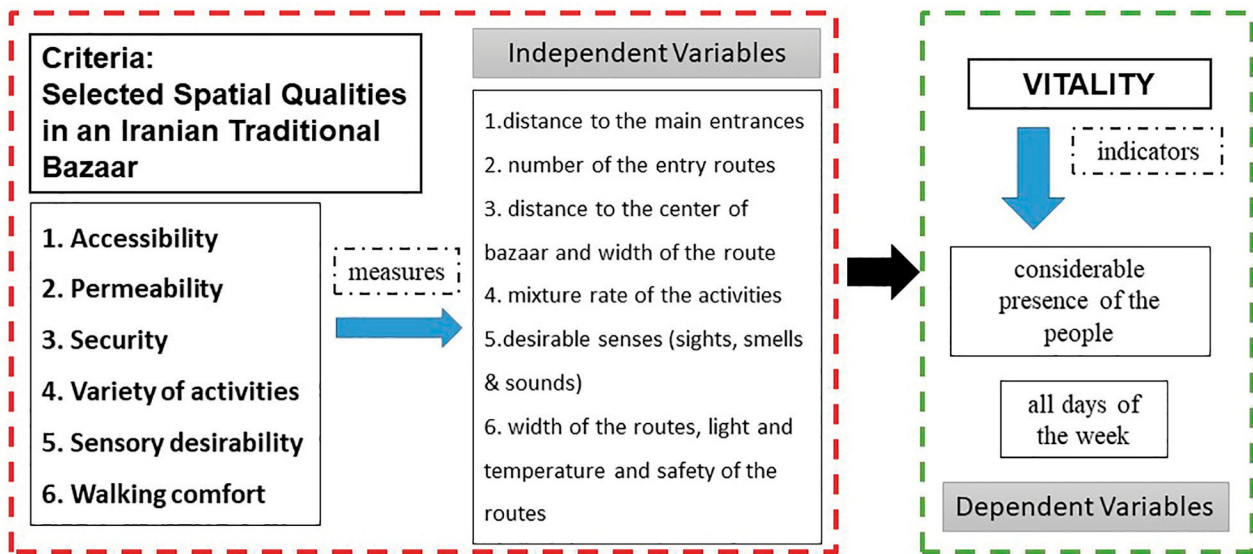 Criteria:
Selected Spatial Qualities
in an Iranian Traditional
Bazaar
1. Accessibility
2. Permeability
3. Security
4. Variety of activities
5. Sensory desirability
6. Walking comfort
measures
Independent Variables
1.distance to the main entrances
2. number of the entry routes
3. distance to the center of
bazaar and width of the route
4. mixture rate of the activities
5.desirable senses (sights, smells
& sounds)
6. width of the routes, light and
temperature and safety of the
routes
VITALITY
indicators
considerable
presence of the
people
all days of
the week
Dependent Variables